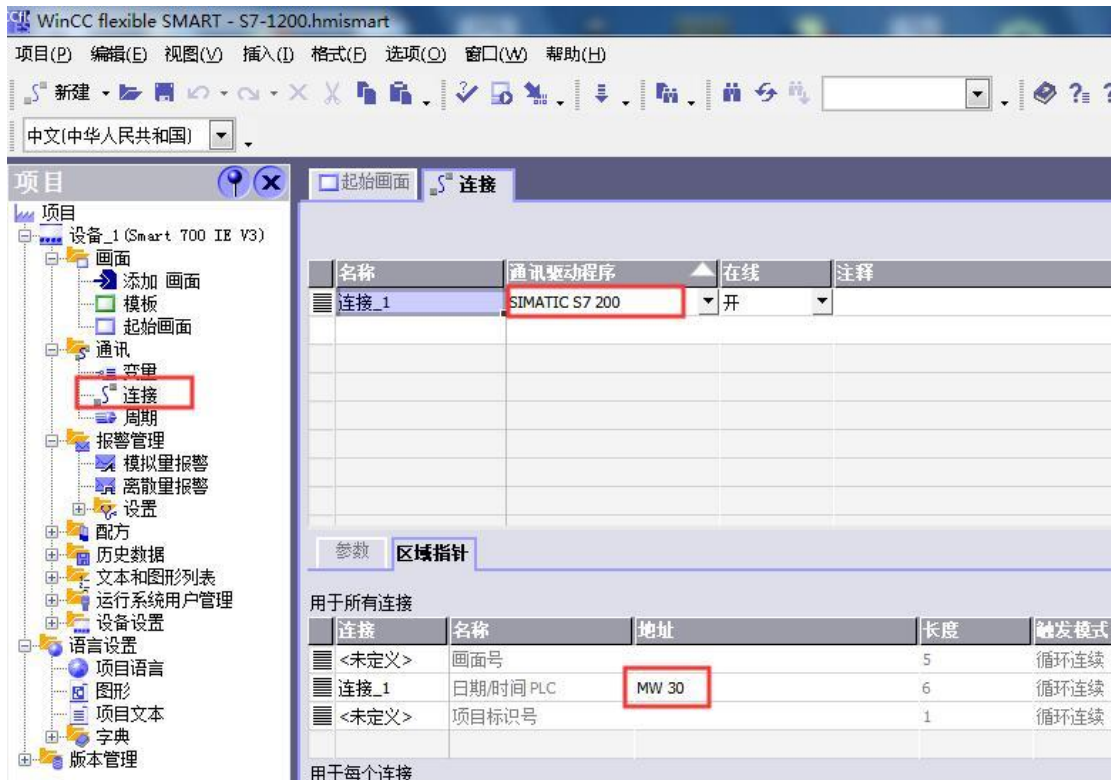 WinCC flexible SMART - S7-1200.hmismart
项目(P) 编辑(E) 视图(V) 插入(I) 格式(F) 选项(O) 窗口(W) 帮助(H)
新建
中文(中华人民共和国)
项目
起始画面 连接
项目
设备_1(Smart 700 IE V3)
画面
添加 画面
模板
起始画面
通讯
变量
连接
周期
报警管理
模拟量报警
离散量报警
设置
配方
历史数据
文本和图形列表
运行系统用户管理
设备设置
语言设置
项目语言
图形
项目文本
字典
版本管理
名称 通讯驱动程序 在线 注释
连接_1 SIMATIC S7 200 开
参数 区域指针
用于所有连接
连接 名称 地址 长度 触发模式
<未定义> 画面号 5 循环连续
连接_1 日期/时间 PLC MW 30 6 循环连续
<未定义> 项目标识号 1 循环连续
用于每个连接